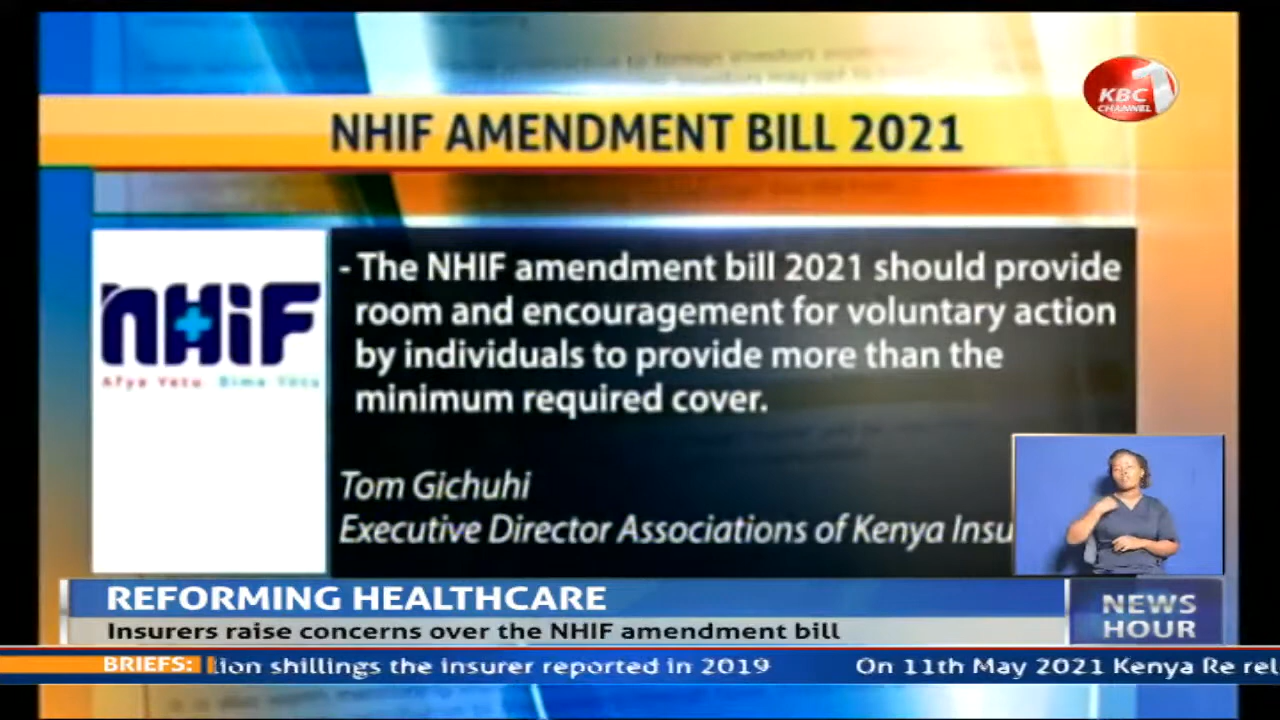 KBC 1
CHANNEL
NHIF AMENDMENT BILL 2021
- The NHIF amendment bill 2021 should provide
room and encouragement for voluntary action
by individuals to provide more than the
minimum required cover.
NHiF
Afya Yetu Bima Yetu
Tom Gichuhi
Executive Director Associations of Kenya Insu
REFORMING HEALTHCARE
Insurers raise concerns over the NHIF amendment bill
NEWS
HOUR
BRIEFS: lion shillings the insurer reported in 2019 On 11th May 2021 Kenya Re rel